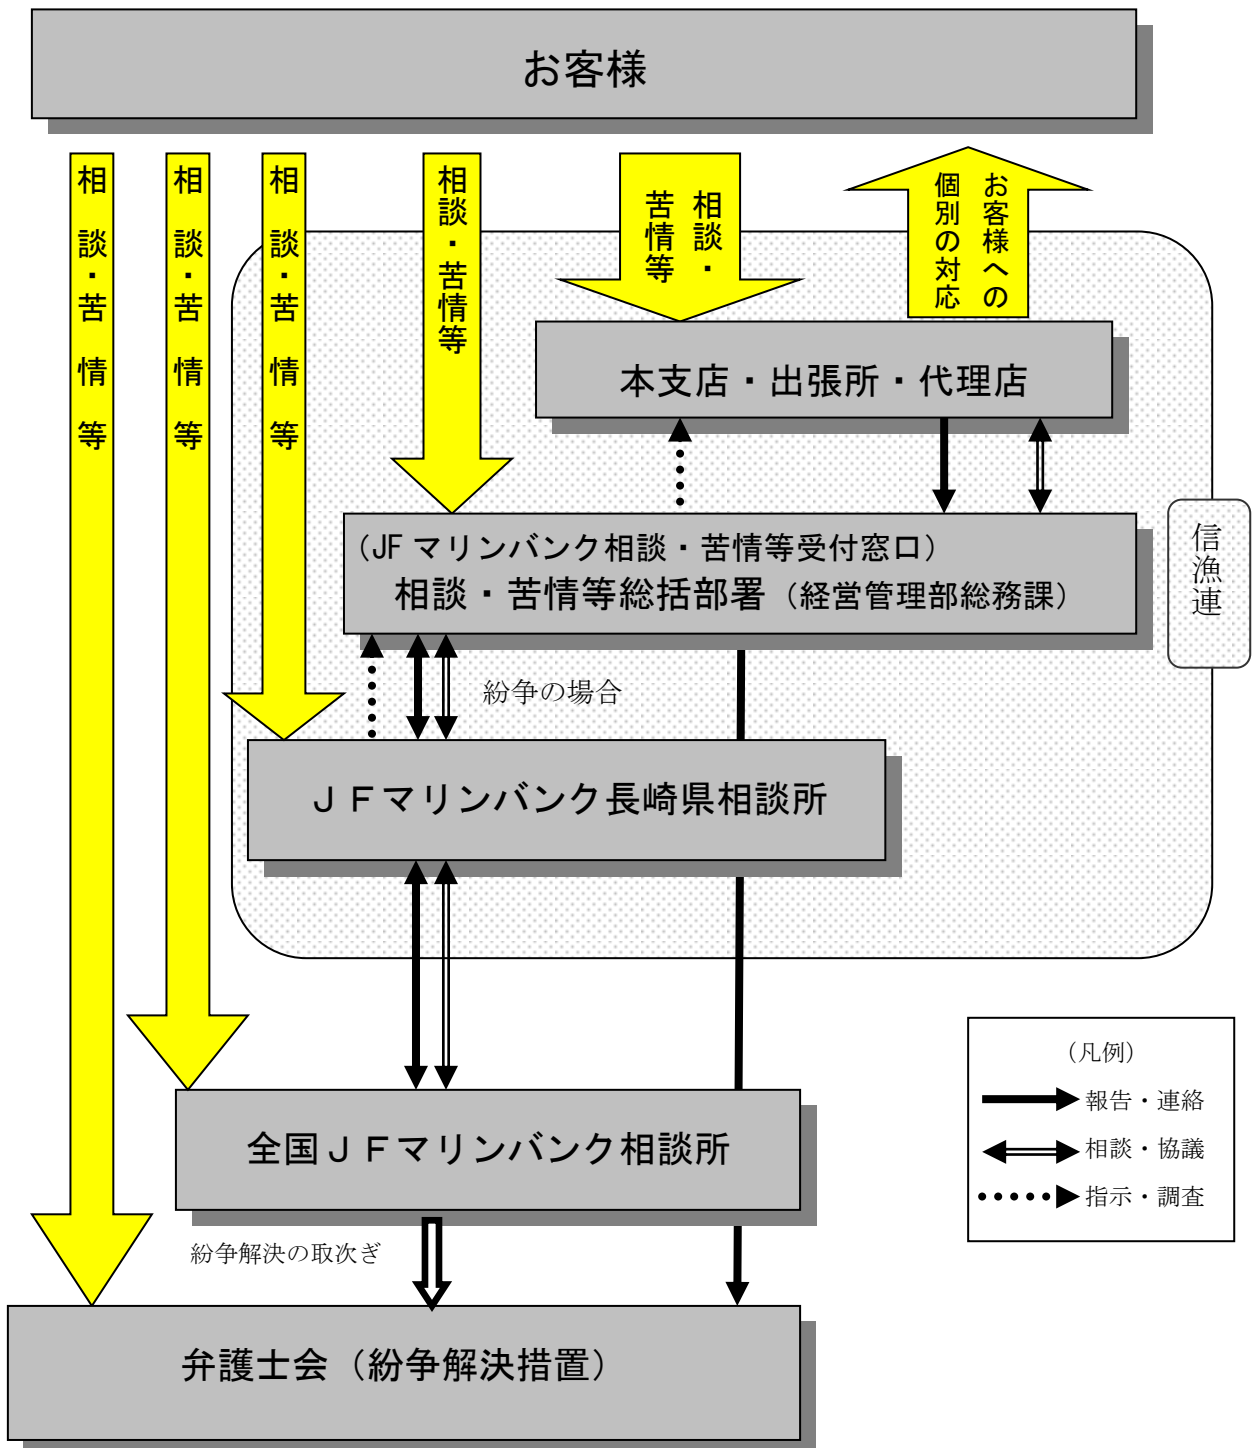 お客様
相談・苦情等
相談・苦情等
相談・苦情等
相談・苦情等
相談・
苦情等
お客様への
個別の対応
本支店・出張所・代理店
信漁連
（JFマリンバンク相談・苦情等受付窓口）
相談・苦情等総括部署（経営管理部総務課）
紛争の場合
ＪＦマリンバンク長崎県相談所
（凡例）
報告・連絡
相談・協議
指示・調査
全国ＪＦマリンバンク相談所
紛争解決の取次ぎ
弁護士会（紛争解決措置）